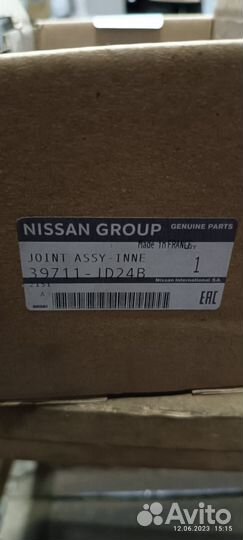 NISSAN GROUP GENUINE PARTS
Made in FRANCE
JOINT ASSY-INNE
39711-JD24B 1
Nissan International S.A.
2151
A
EAC
Avito
12.06.2023 15:15